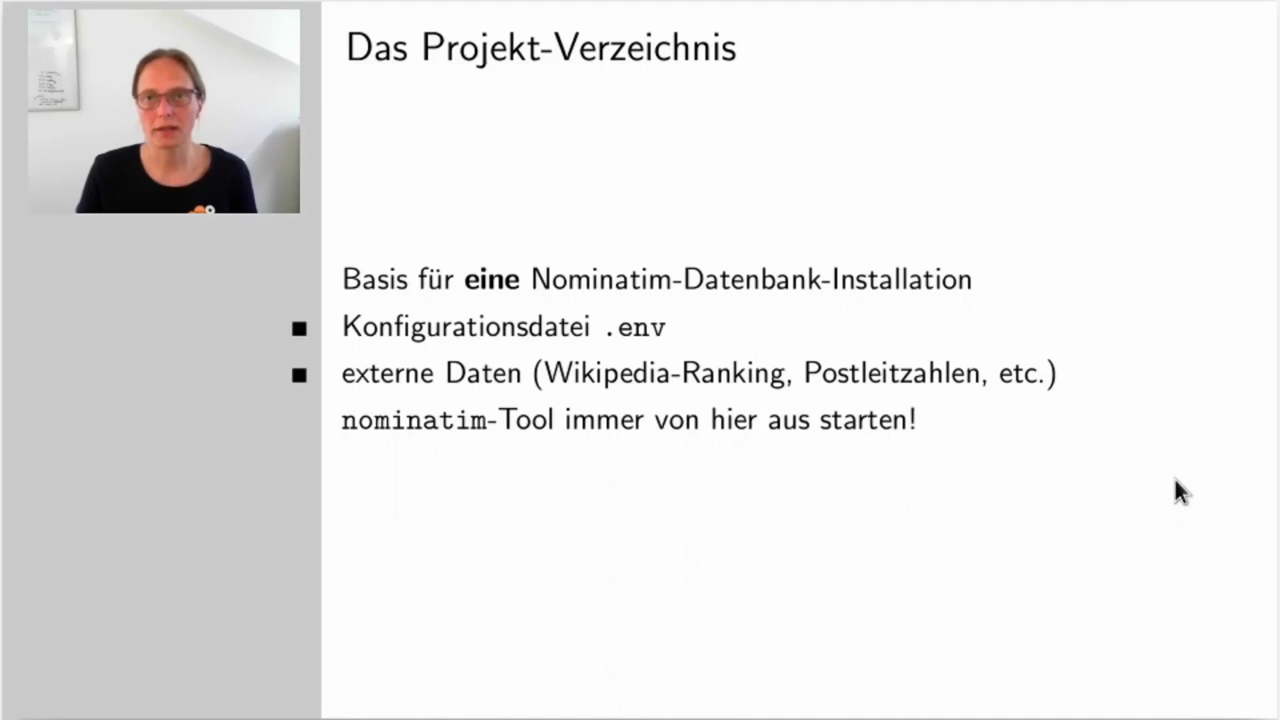 Das Projekt-Verzeichnis
Basis für eine Nominatim-Datenbank-Installation
Konfigurationsdatei .env
externe Daten (Wikipedia-Ranking, Postleitzahlen, etc.)
nominatim-Tool immer von hier aus starten!